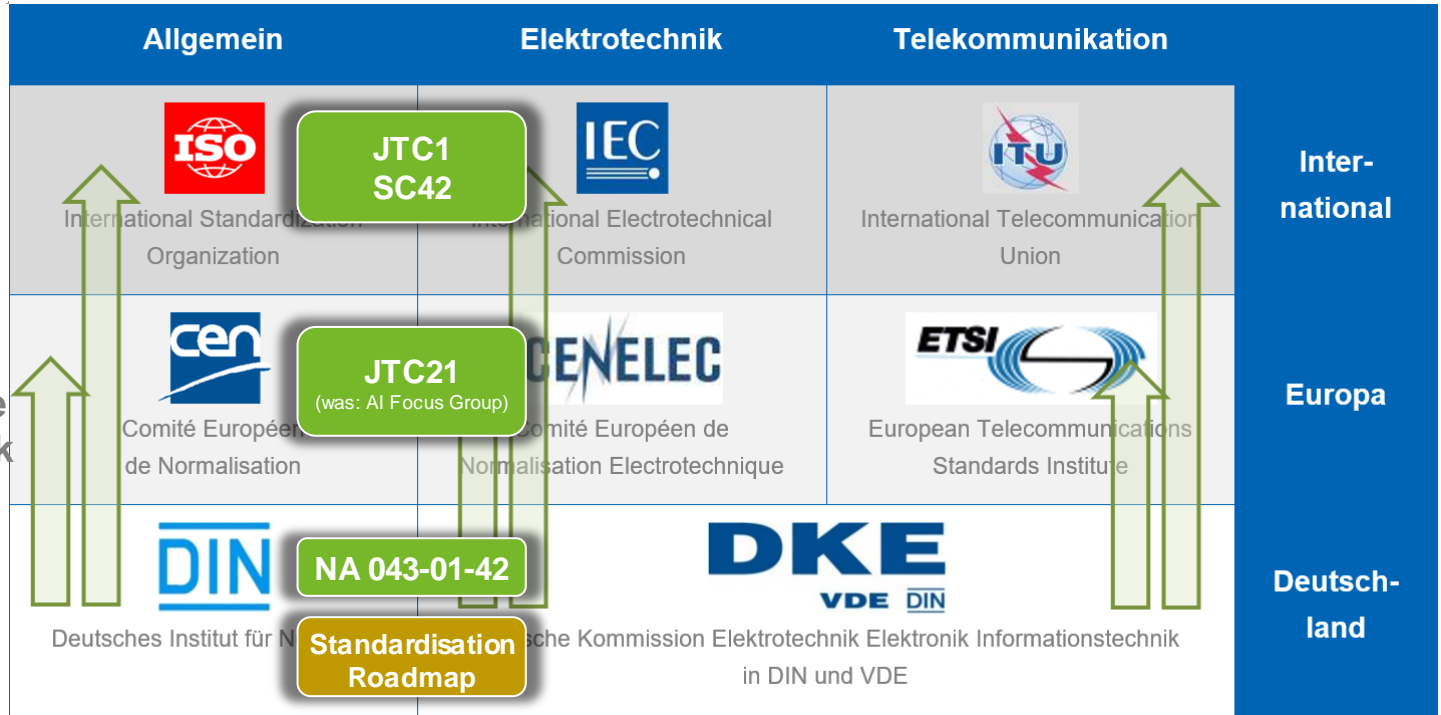 Allgemein
Elektrotechnik
Telekommunikation
ISO
JTC1
SC42
IEC
ITU
Inter-
national
International Standardization
Organization
International Electrotechnical
Commission
International Telecommunication
Union
cen
JTC21
(was: AI Focus Group)
CENELEC
ETSI
Europa
Comité Européen
de Normalisation
Comité Européen de
Normalisation Electrotechnique
European Telecommunications
Standards Institute
DIN
NA 043-01-42
DKE
VDE DIN
Deutsch-
land
Deutsches Institut für
Standardisation
Roadmap
Kommission Elektrotechnik Elektronik Informationstechnik
in DIN und VDE